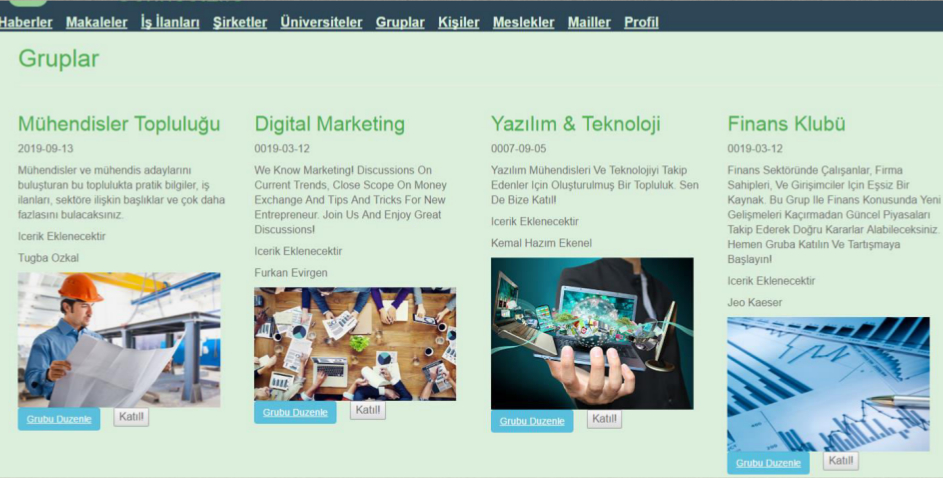 Haberler Makaleler İş İlanları Şirketler Üniversiteler Gruplar Kişiler Meslekler Mailler Profil
Gruplar
Mühendisler Topluluğu
2019-09-13
Mühendisler ve mühendis adaylarını
buluşturan bu toplulukta pratik bilgiler, iş
ilanları, sektöre ilişkin başlıklar ve çok daha
fazlasını bulacaksınız.
Icerik Eklenecektir
Tugba Ozkal
Grubu Duzenle
Katıl!
Digital Marketing
0019-03-12
We Know Marketing! Discussions On
Current Trends, Close Scope On Money
Exchange And Tips And Tricks For New
Entrepreneur. Join Us And Enjoy Great
Discussions!
Icerik Eklenecektir
Furkan Evirgen
Grubu Duzenle
Katıl!
Yazılım & Teknoloji
0007-09-05
Yazılım Mühendisleri Ve Teknolojiyi Takip
Edenler Için Oluşturulmuş Bir Topluluk. Sen
De Bize Katıl!
Icerik Eklenecektir
Kemal Hazım Ekenel
Grubu Duzenle
Katıl!
Finans Klubü
0019-03-12
Finans Sektöründe Çalışanlar, Firma
Sahipleri, Ve Girişimciler Için Eşsiz Bir
Kaynak. Bu Grup Ile Finans Konusunda Yeni
Gelişmeleri Kaçırmadan Güncel Piyasaları
Takip Ederek Doğru Kararlar Alabileceksiniz.
Hemen Gruba Katılın Ve Tartışmaya
Başlayın!
Icerik Eklenecektir
Jeo Kaeser
Grubu Duzenle
Katıl!